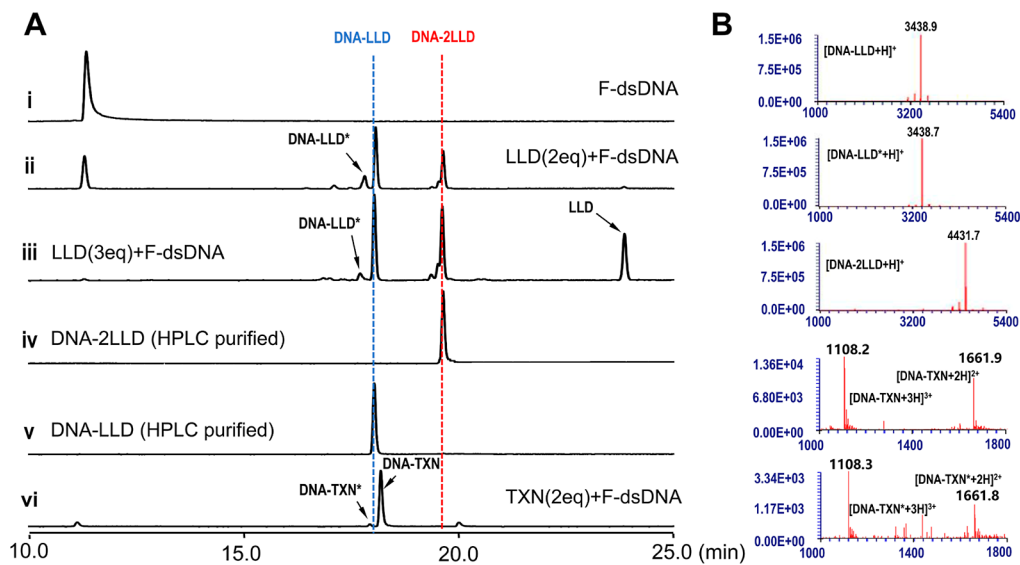 A
DNA-LLD
DNA-2LLD
i
F-dsDNA
ii
DNA-LLD*
LLD(2eq)+F-dsDNA
iii
LLD(3eq)+F-dsDNA
DNA-LLD*
LLD
iv
DNA-2LLD (HPLC purified)
v
DNA-LLD (HPLC purified)
vi
DNA-TXN*
DNA-TXN
TXN(2eq)+F-dsDNA
10.0 15.0 20.0 25.0 (min)
B
3438.9
1.5E+06
[DNA-LLD+H]⁺
7.5E+05
0.0E+00
1000 3200 5400
3438.7
1.5E+06
[DNA-LLD*+H]⁺
7.5E+05
0.0E+00
1000 3200 5400
4431.7
1.5E+06
[DNA-2LLD+H]⁺
7.5E+05
0.0E+00
1000 3200 5400
1108.2
1661.9
1.36E+04
[DNA-TXN+2H]²⁺
6.80E+03
[DNA-TXN+3H]³⁺
0.00E+00
1000 1400 1800
1108.3
3.34E+03
[DNA-TXN*+2H]²⁺
1661.8
1.17E+03
[DNA-TXN*+3H]³⁺
0.00E+00
1000 1400 1800